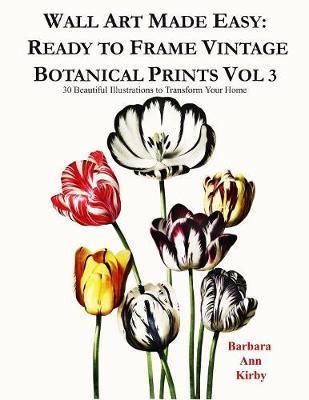 Wall Art Made Easy:
Ready to Frame Vintage
Botanical Prints Vol 3
30 Beautiful Illustrations to Transform Your Home
Barbara
Ann
Kirby